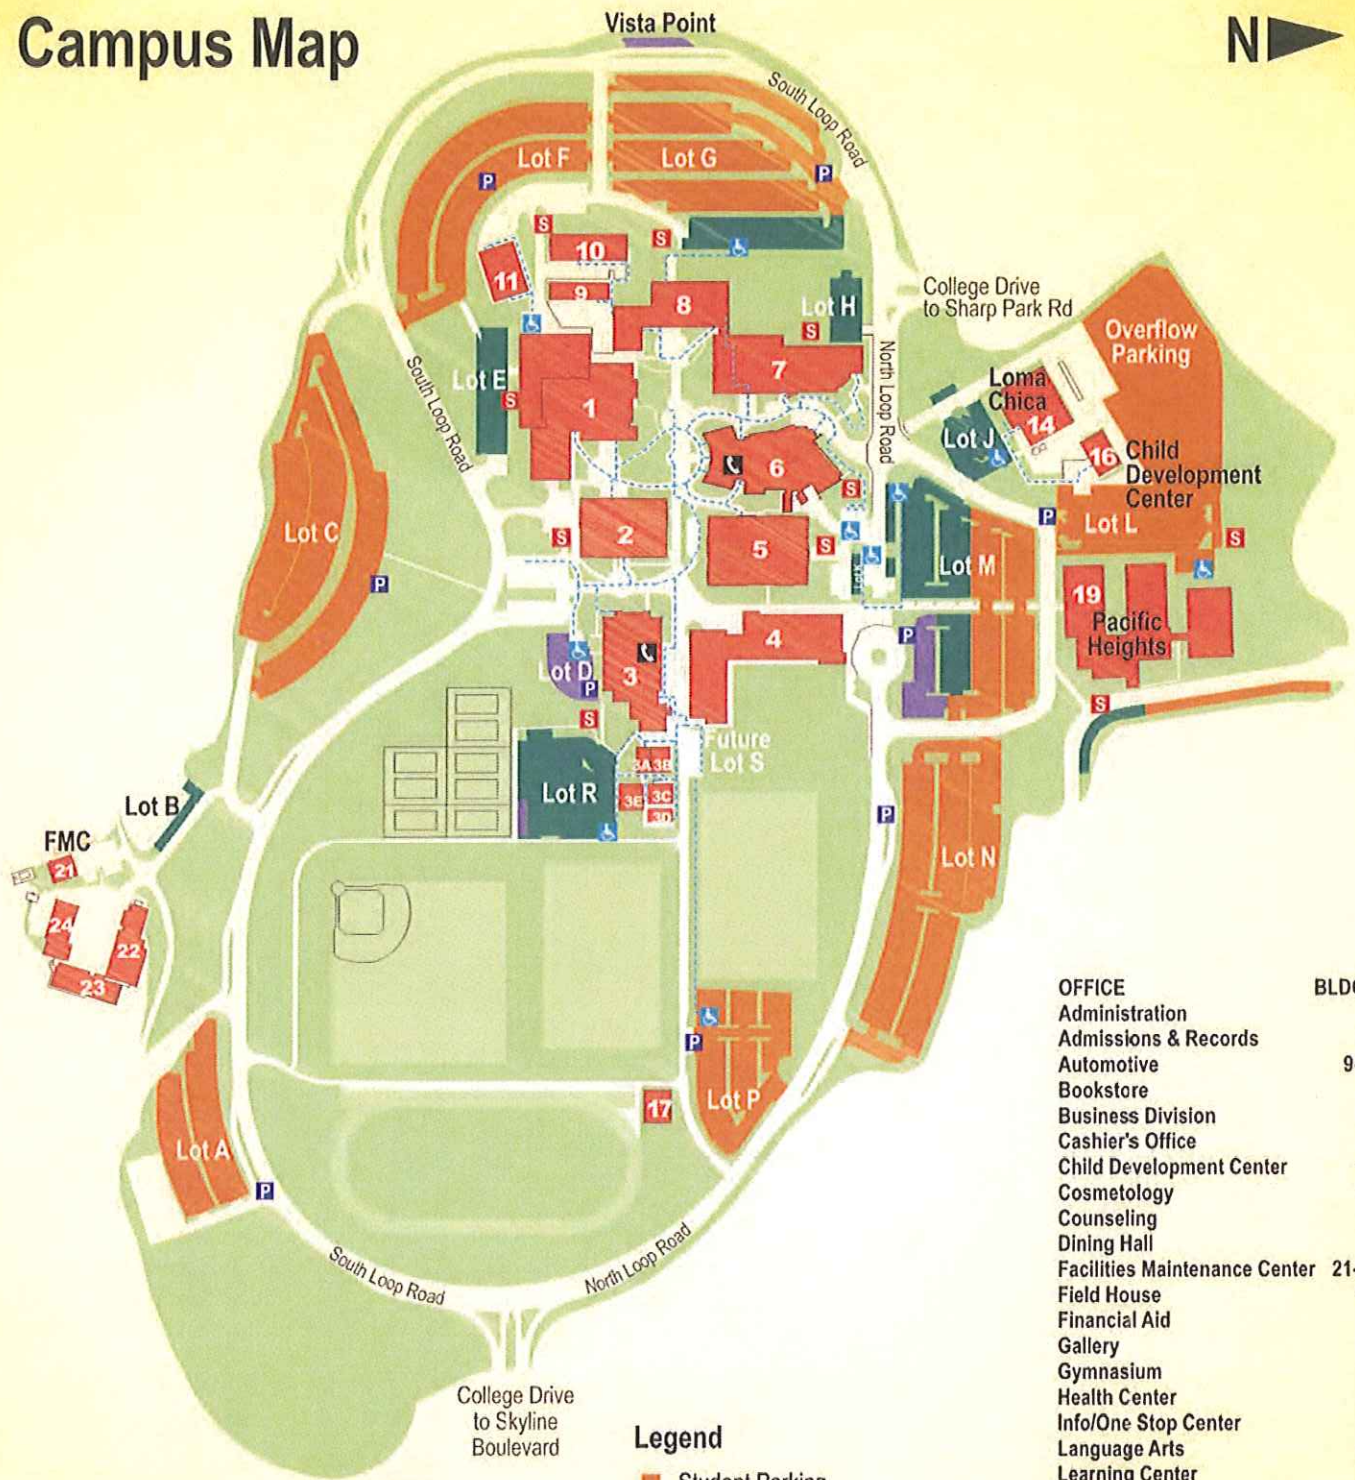 Campus Map
Vista Point
N
South Loop Road
Lot F
Lot G
P
P
S
S
10
11
9
8
Lot H
S
College Drive
to Sharp Park Rd
Overflow
Parking
South Loop Road
Lot E
S
1
7
North Loop Road
Loma
Chica
14
Lot J
16
Child
Development
Center
6
S
Lot C
P
S
2
5
S
Lot K
Lot M
P
Lot L
S
19
Pacific
Heights
4
P
Lot D
P
3
S
S
Future
Lot S
3A 3B
3E
3C
3D
Lot R
Lot B
P
Lot N
FMC
21
24
22
23
P
Lot P
17
Lot A
P
South Loop Road
North Loop Road
College Drive
to Skyline
Boulevard
Legend
Student Parking
OFFICE BLDG
Administration
Admissions & Records
Automotive 9
Bookstore
Business Division
Cashier's Office
Child Development Center
Cosmetology
Counseling
Dining Hall
Facilities Maintenance Center 21-
Field House
Financial Aid
Gallery
Gymnasium
Health Center
Info/One Stop Center
Language Arts
Learning Center